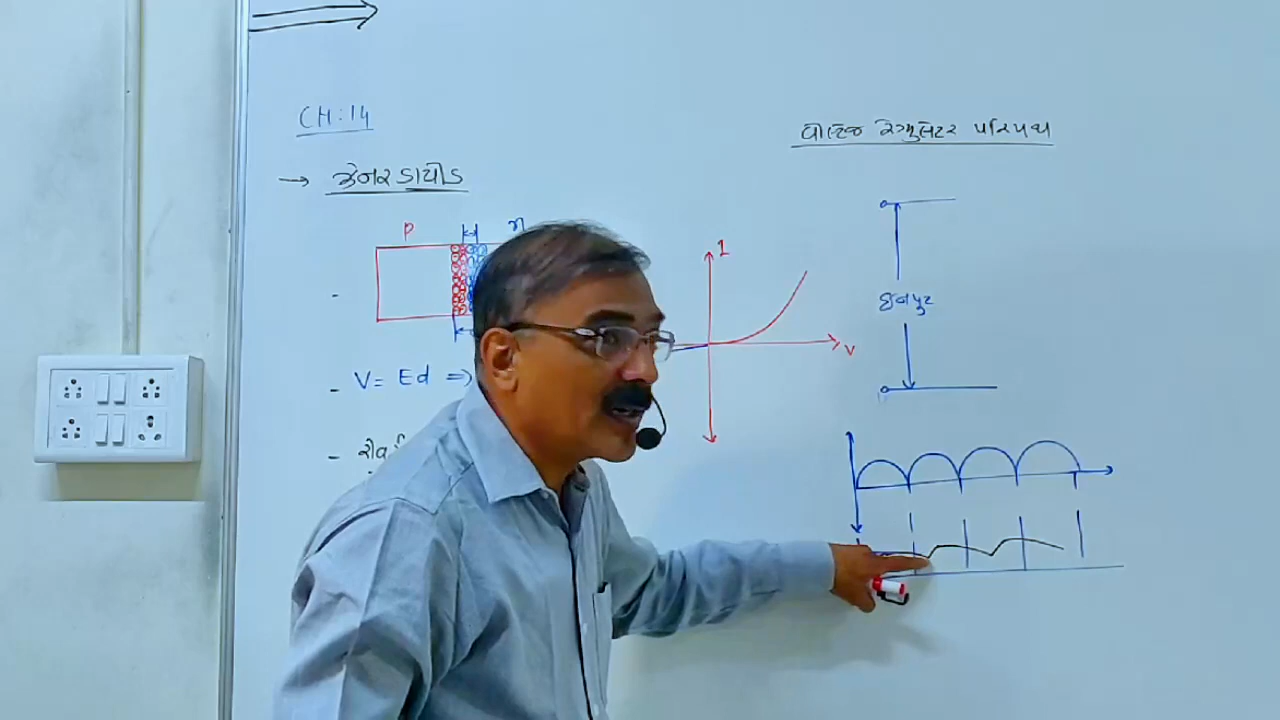 CH:14
વોલ્ટેજ રેગ્યુલેટર પરિપથ
→ ઝેનર ડાયોડ
P
n
I
V
ઇનપુટ
- V = Ed ⇒